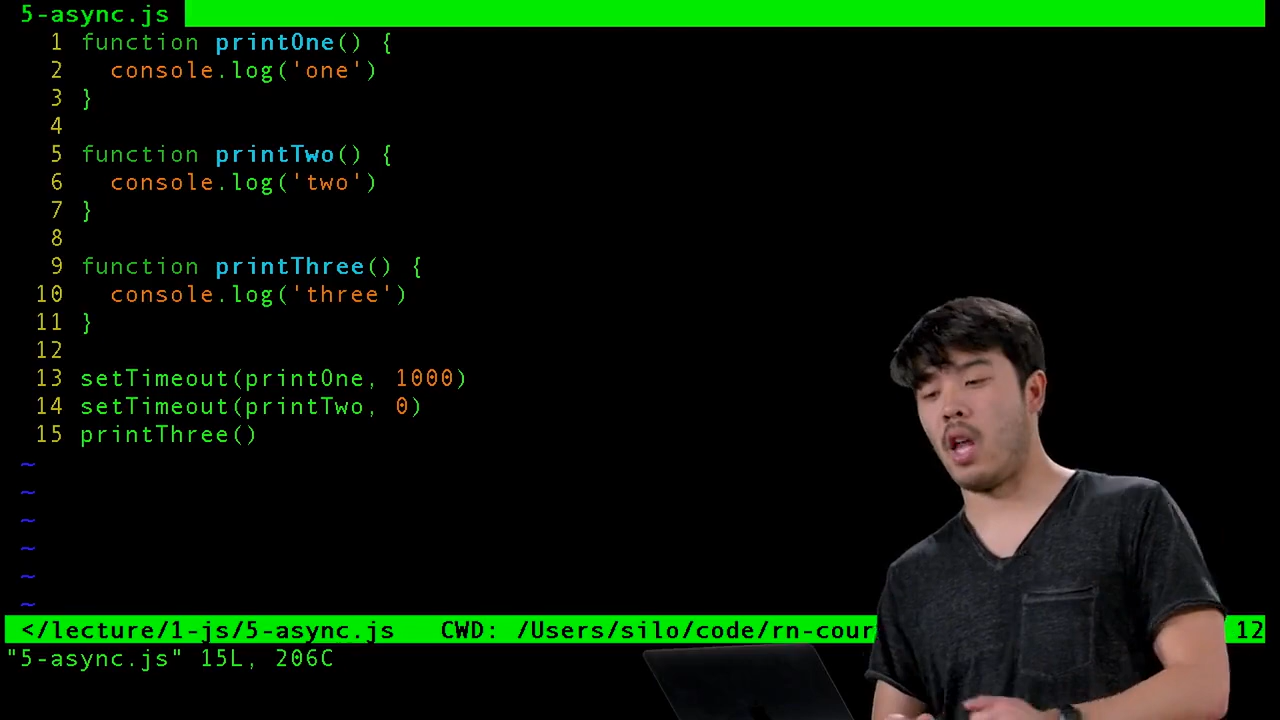 5-async.js
1 function printOne() {
2   console.log('one')
3 }
4
5 function printTwo() {
6   console.log('two')
7 }
8
9 function printThree() {
10   console.log('three')
11 }
12
13 setTimeout(printOne, 1000)
14 setTimeout(printTwo, 0)
15 printThree()
~
~
~
~
~
~
</lecture/1-js/5-async.js   CWD: /Users/silo/code/rn-cour 12
"5-async.js" 15L, 206C